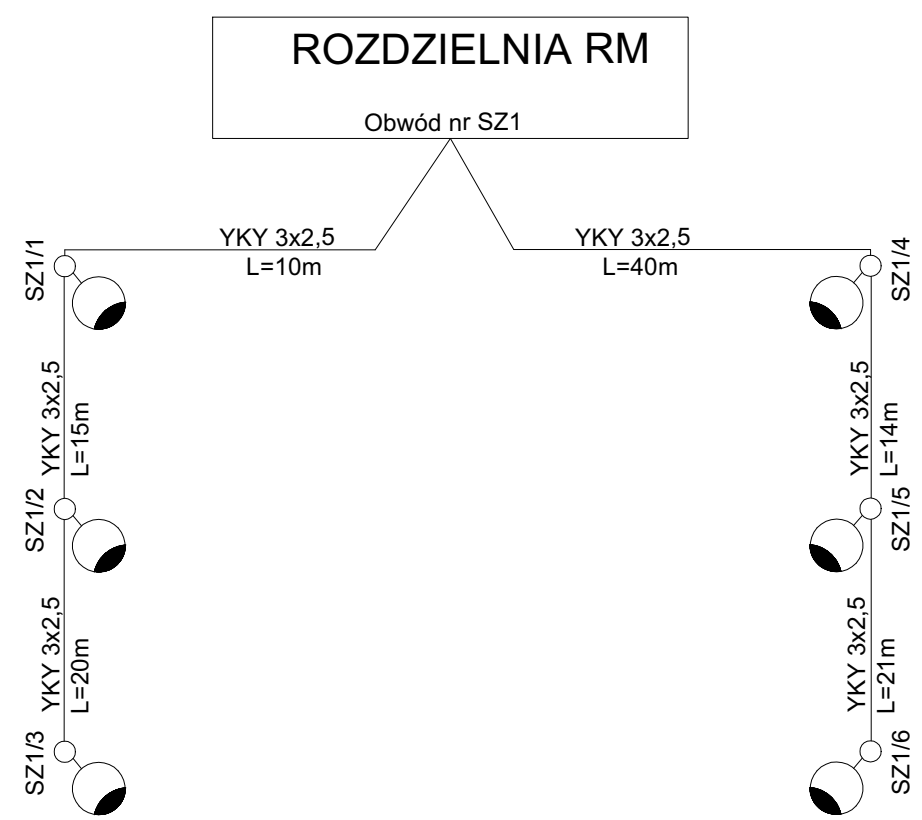 ROZDZIELNIA RM
Obwód nr SZ1
YKY 3x2,5
L=10m
YKY 3x2,5
L=40m
SZ1/1
SZ1/4
YKY 3x2,5
L=15m
YKY 3x2,5
L=14m
SZ1/2
SZ1/5
YKY 3x2,5
L=20m
YKY 3x2,5
L=21m
SZ1/3
SZ1/6